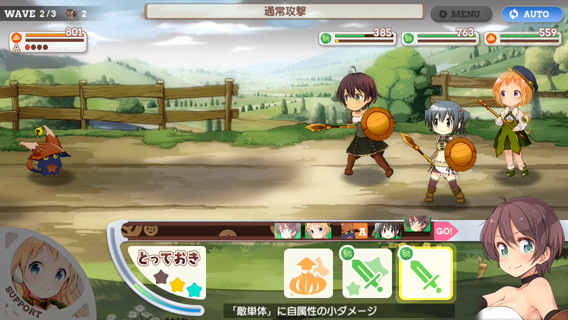 WAVE 2/3 2
通常攻撃
MENU
AUTO
801
A
385
763
559
GO!
A
とっておき
SUPPORT
「敵単体」に自属性の小ダメージ